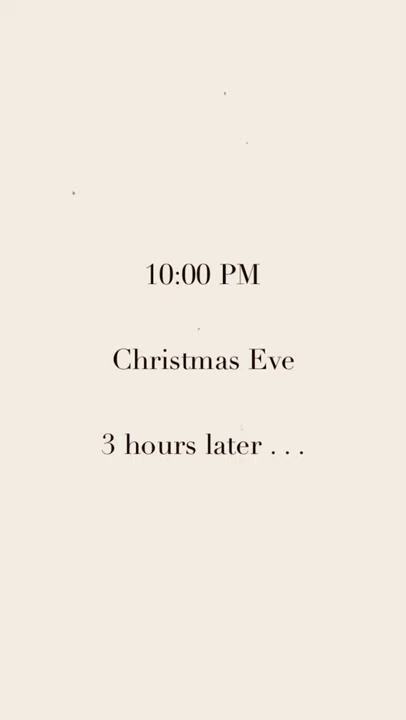 10:00 PM
Christmas Eve
3 hours later . . .